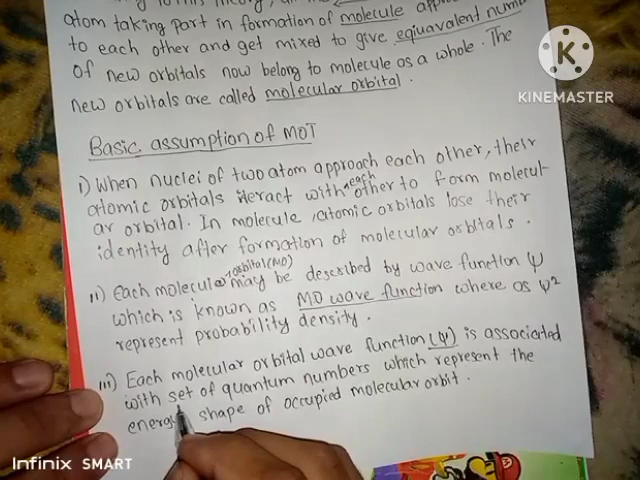 atom taking part in formation of molecule
to each other and get mixed to give eqiuavalent
of new orbitals now belong to molecule as a whole. The
new orbitals are called molecular orbital.
Basic assumption of MOT
i) When nuclei of two atom approach each other, their
atomic orbitals iteract with each other to form molecul
ar orbital. In molecule, atomic orbitals lose their
identity after formation of molecular orbitals.
ii) Each molecular orbital (MO) may be described by wave function ψ
which is known as MO wave function where as ψ²
represent probability density.
iii) Each molecular orbital wave function (ψ) is associated
with set of quantum numbers which represent the
shape of occupied molecular orbit.
KINEMASTER
Infinix SMART